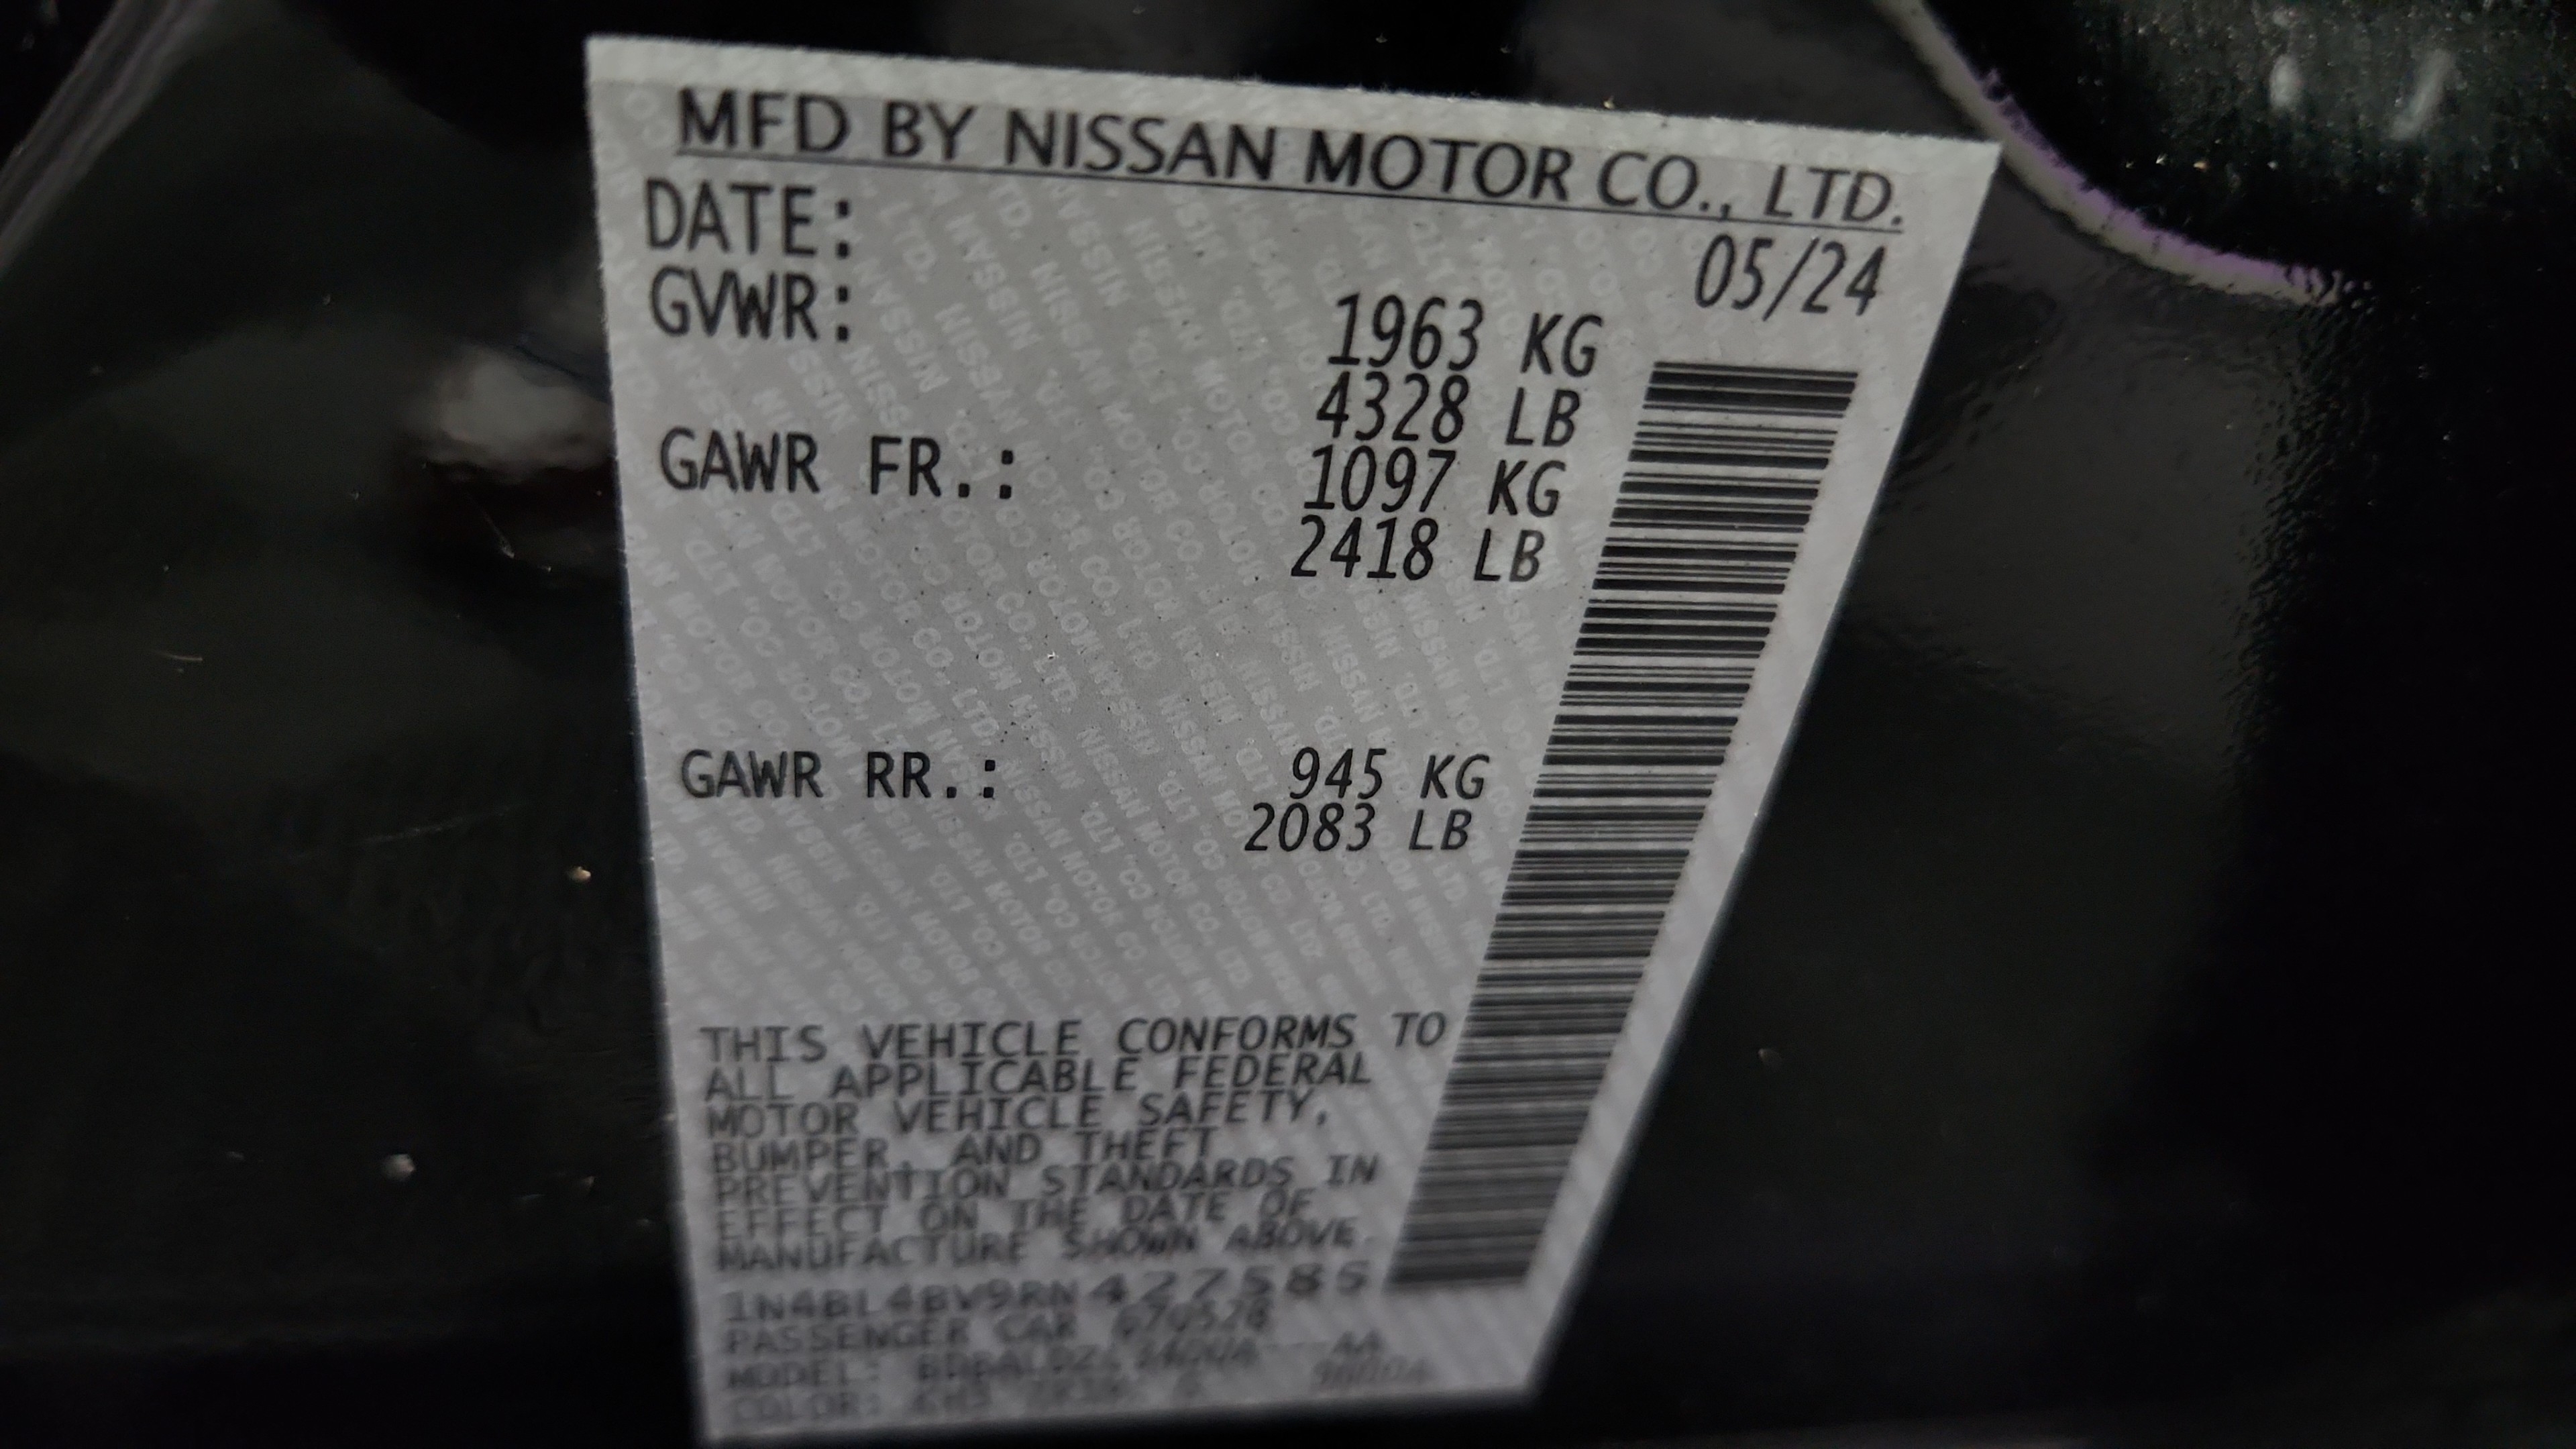 MFD BY NISSAN MOTOR CO., LTD.
DATE: 05/24
GVWR: 1963 KG
4328 LB
GAWR FR.: 1097 KG
2418 LB
GAWR RR.: 945 KG
2083 LB
THIS VEHICLE CONFORMS TO
ALL APPLICABLE FEDERAL
MOTOR VEHICLE SAFETY,
BUMPER, AND THEFT
PREVENTION STANDARDS IN
EFFECT ON THE DATE OF
MANUFACTURE SHOWN ABOVE.
1N4BL4BV9RN427585
PASSENGER CAR
MODEL: AA
COLOR: